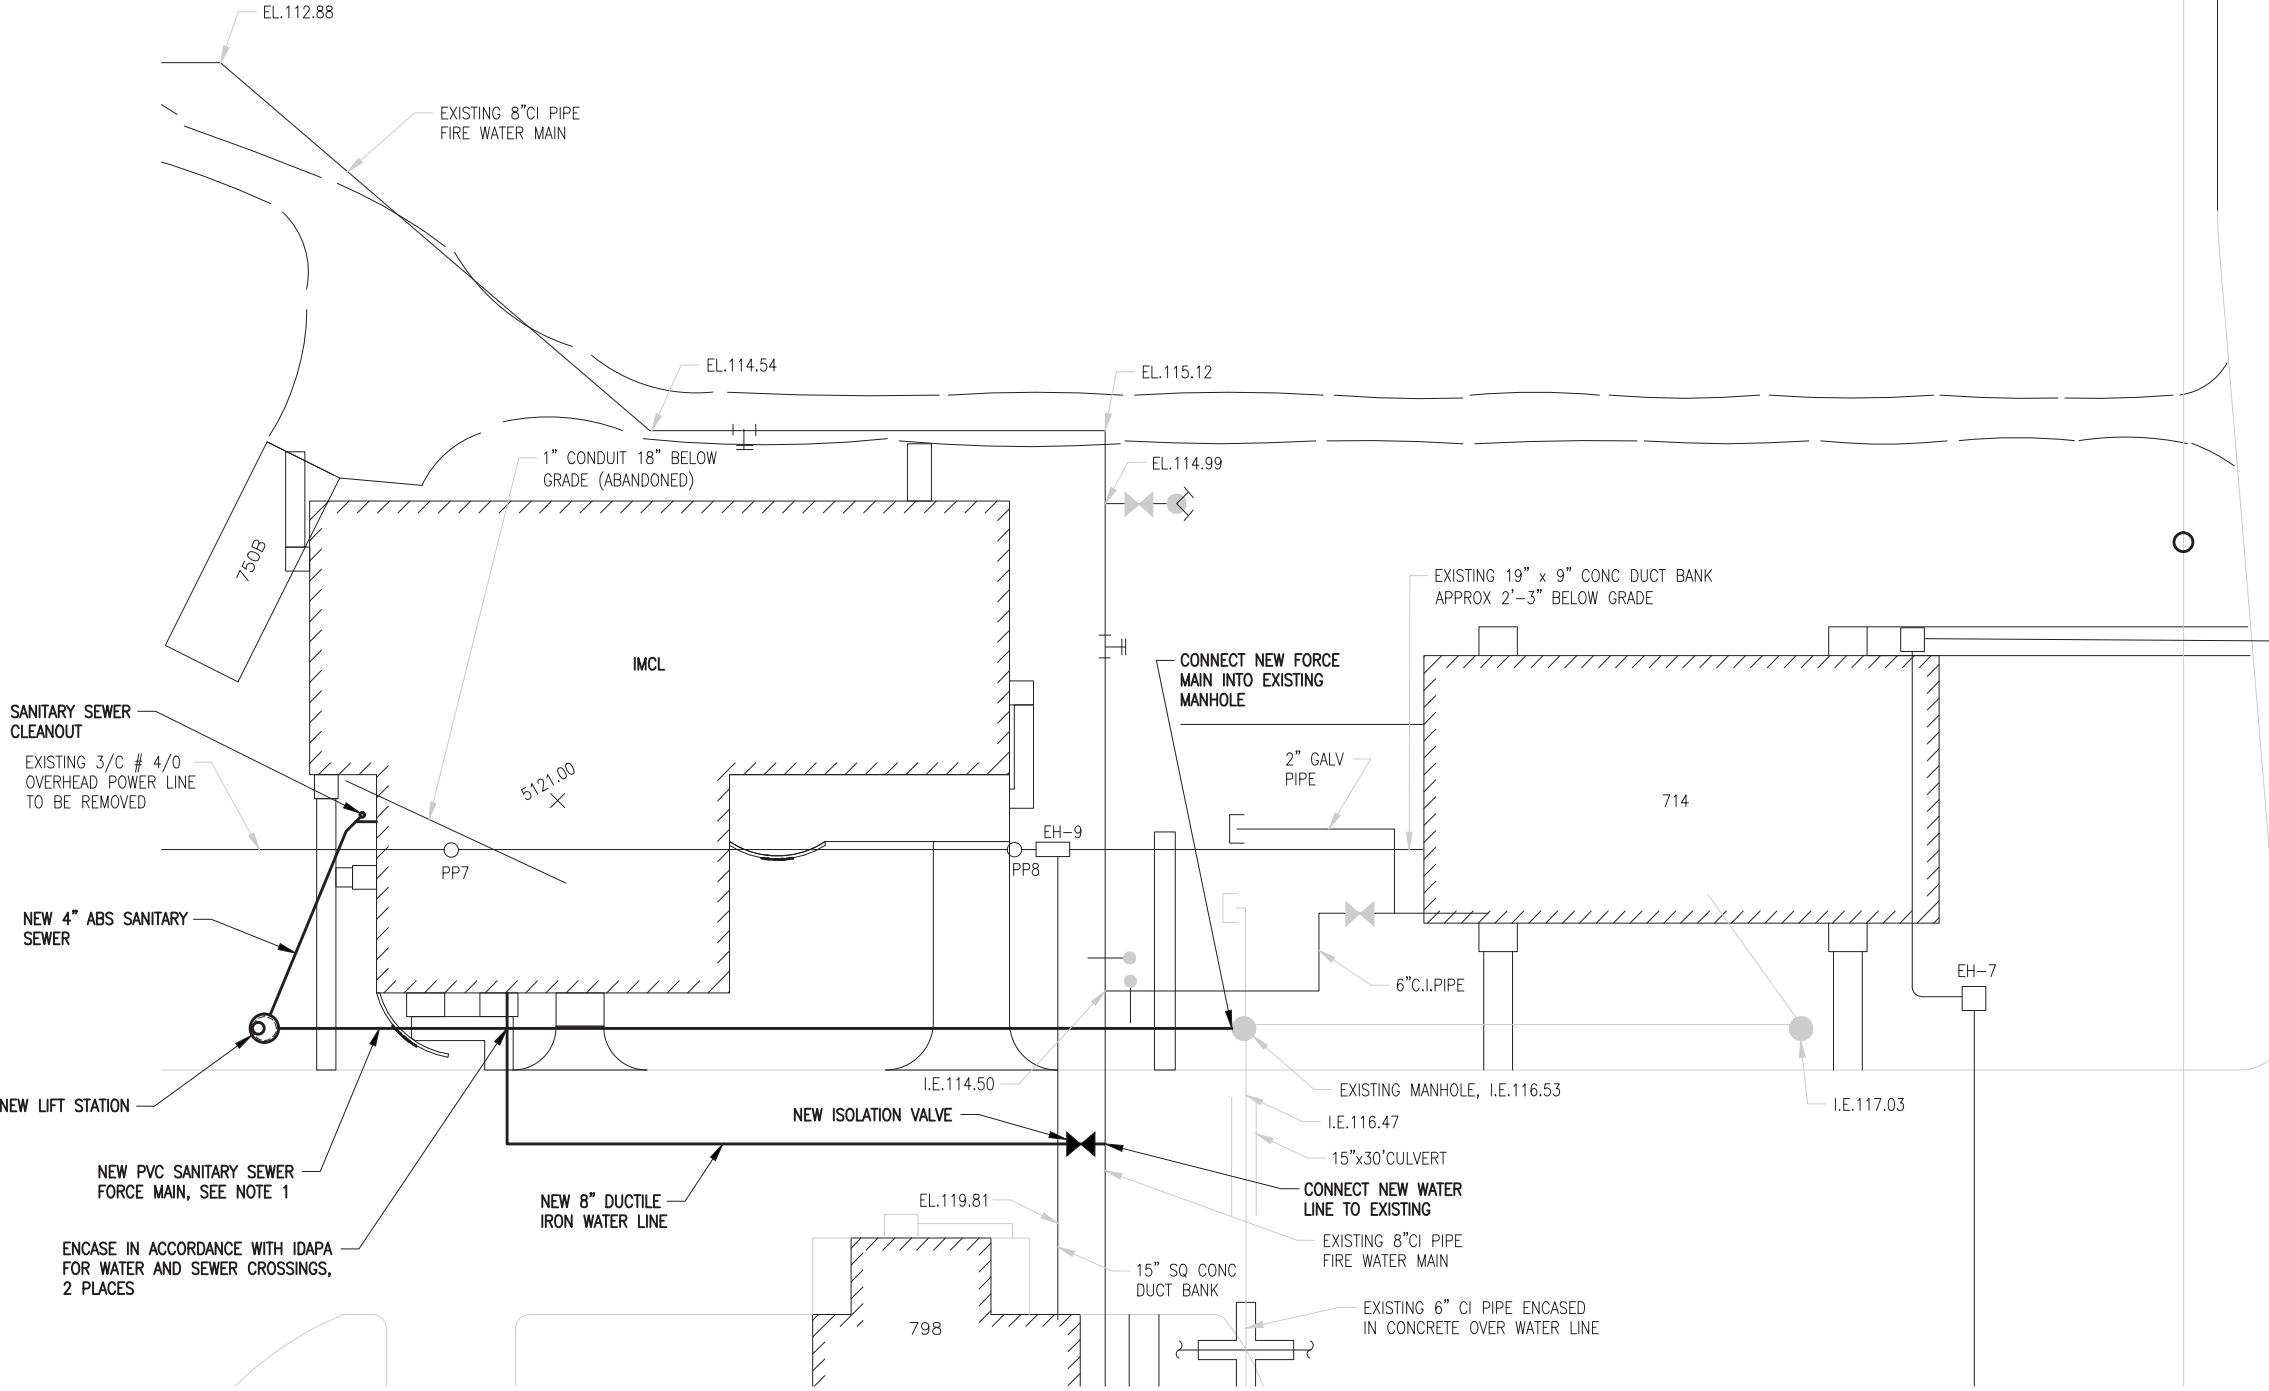 EL.112.88
EXISTING 8"CI PIPE
FIRE WATER MAIN
EL.114.54
EL.115.12
1" CONDUIT 18" BELOW
GRADE (ABANDONED)
EL.114.99
750B
EXISTING 19" x 9" CONC DUCT BANK
APPROX 2'-3" BELOW GRADE
IMCL
CONNECT NEW FORCE
MAIN INTO EXISTING
MANHOLE
SANITARY SEWER
CLEANOUT
EXISTING 3/C # 4/0
OVERHEAD POWER LINE
TO BE REMOVED
5121.00
2" GALV
PIPE
714
EH-9
PP7
PP8
NEW 4" ABS SANITARY
SEWER
6"C.I.PIPE
EH-7
I.E.114.50
EXISTING MANHOLE, I.E.116.53
NEW LIFT STATION
NEW ISOLATION VALVE
I.E.116.47
I.E.117.03
15"x30'CULVERT
NEW PVC SANITARY SEWER
FORCE MAIN, SEE NOTE 1
NEW 8" DUCTILE
IRON WATER LINE
EL.119.81
CONNECT NEW WATER
LINE TO EXISTING
EXISTING 8"CI PIPE
FIRE WATER MAIN
ENCASE IN ACCORDANCE WITH IDAPA
FOR WATER AND SEWER CROSSINGS,
2 PLACES
15" SQ CONC
DUCT BANK
798
EXISTING 6" CI PIPE ENCASED
IN CONCRETE OVER WATER LINE